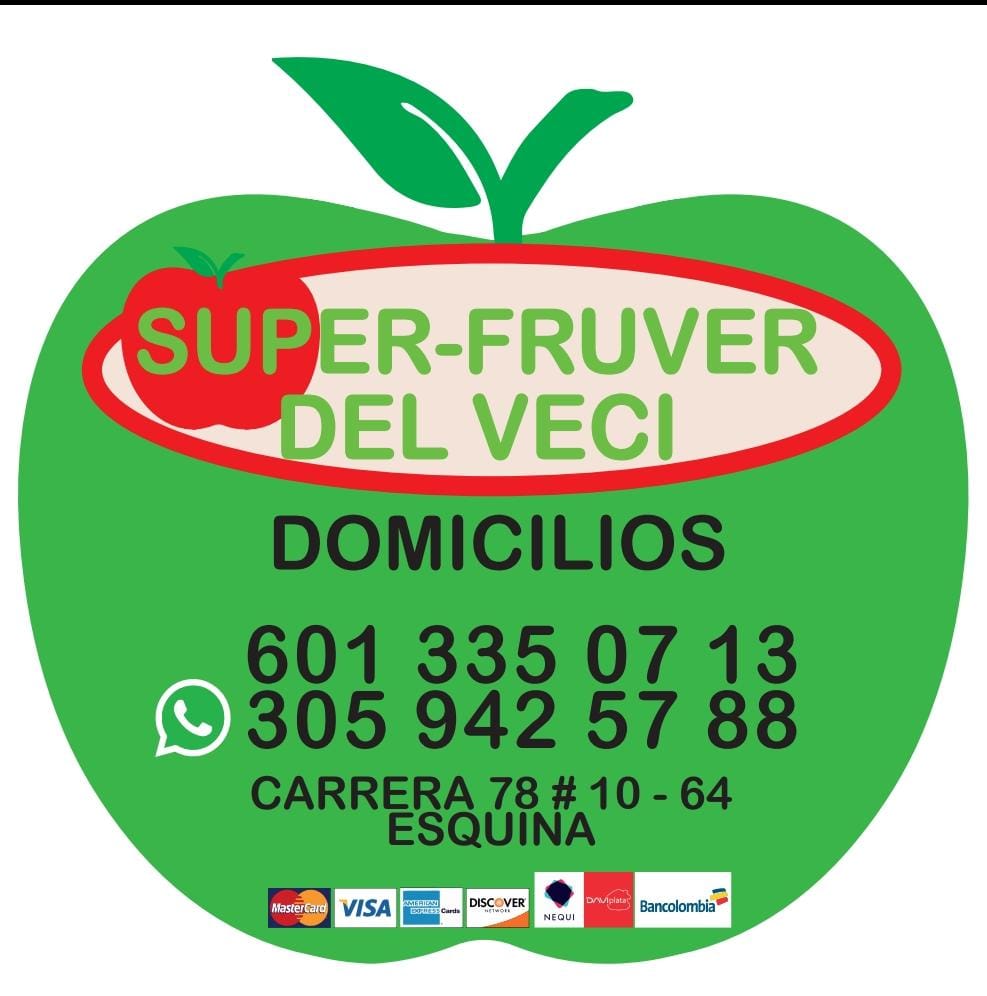 SUPER-FRUVER
DEL VECI
DOMICILIOS
601 335 07 13
305 942 57 88
CARRERA 78 # 10 - 64
ESQUINA
MasterCard VISA AMERICAN EXPRESS Cards DISCOVER NETWORK NEQUI DAVIplata Bancolombia